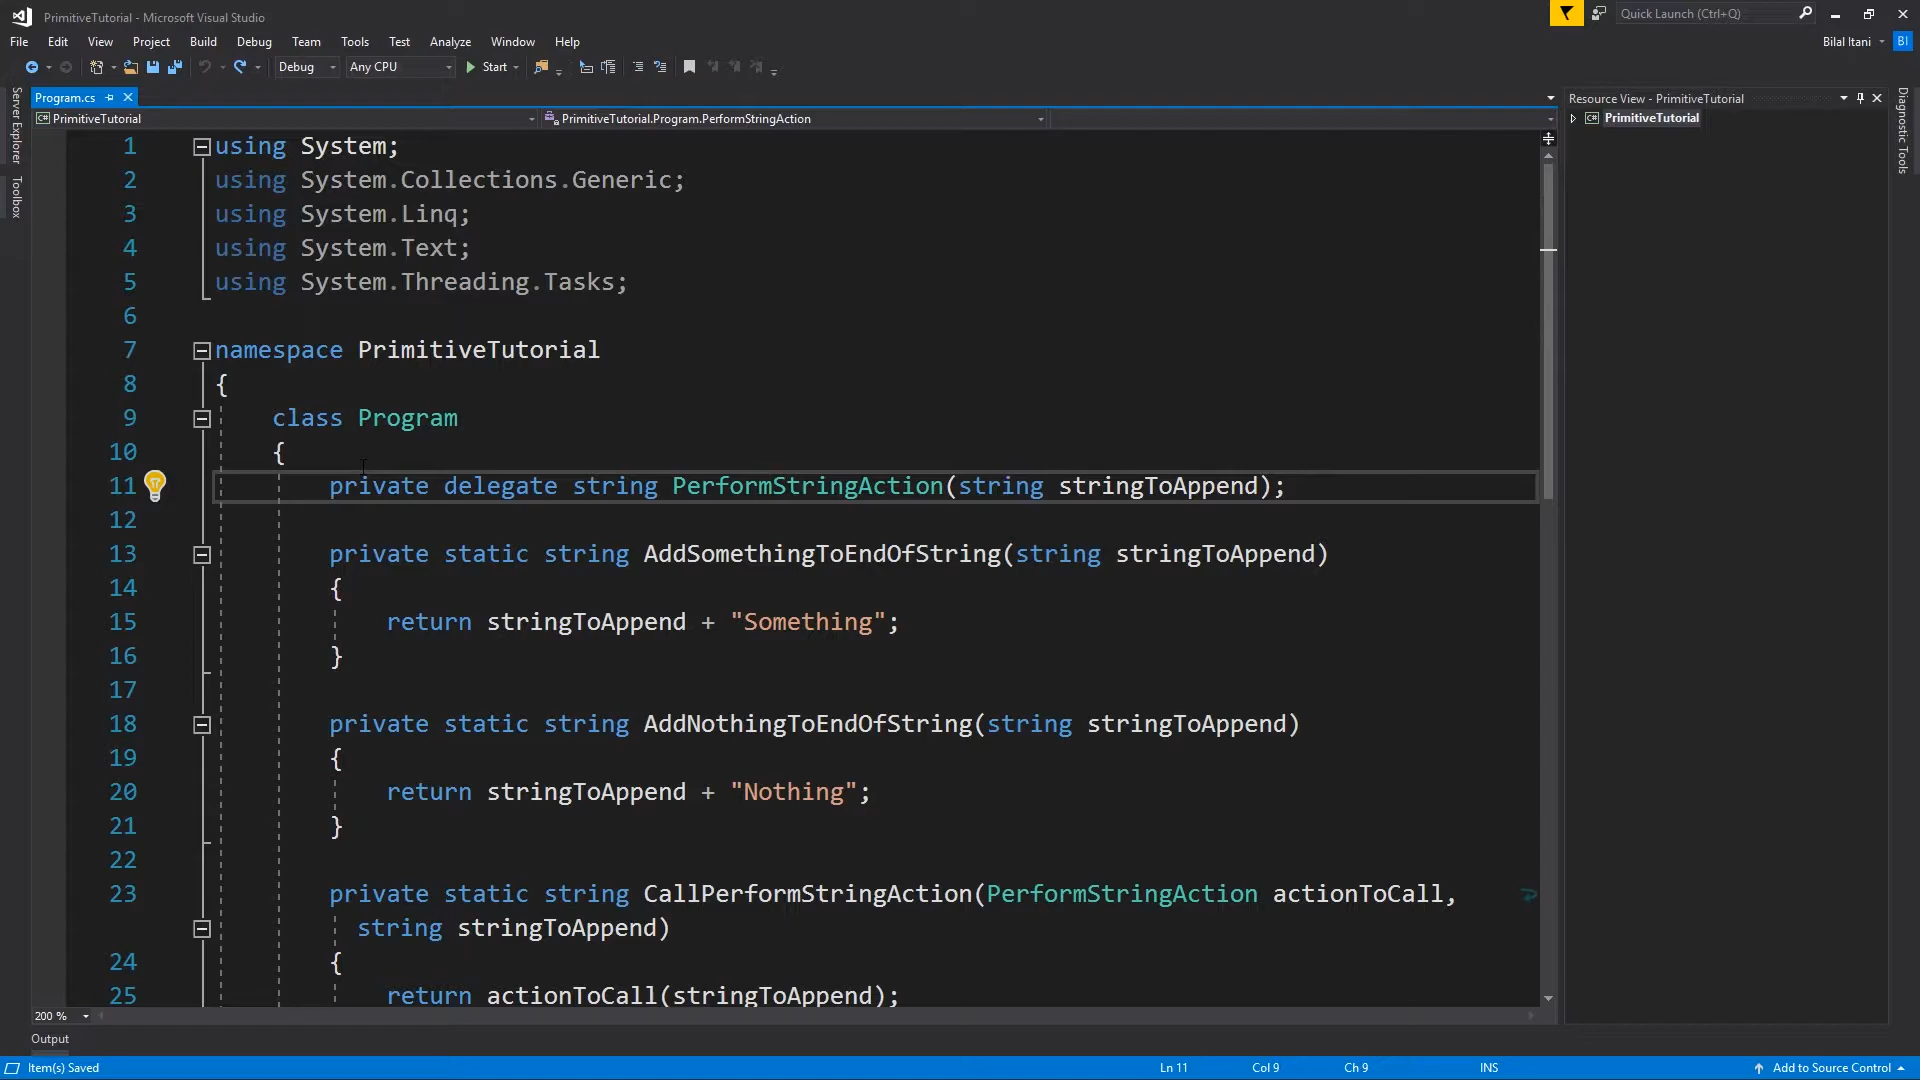 PrimitiveTutorial - Microsoft Visual Studio
Quick Launch (Ctrl+Q)
File Edit View Project Build Debug Team Tools Test Analyze Window Help
Bilal Itani BI
Debug Any CPU Start
Server Explorer
Toolbox
Program.cs
PrimitiveTutorial PrimitiveTutorial.Program.PerformStringAction
Resource View - PrimitiveTutorial
PrimitiveTutorial
Diagnostic Tools
1 using System;
2 using System.Collections.Generic;
3 using System.Linq;
4 using System.Text;
5 using System.Threading.Tasks;
6
7 namespace PrimitiveTutorial
8 {
9 class Program
10 {
11 private delegate string PerformStringAction(string stringToAppend);
12
13 private static string AddSomethingToEndOfString(string stringToAppend)
14 {
15 return stringToAppend + "Something";
16 }
17
18 private static string AddNothingToEndOfString(string stringToAppend)
19 {
20 return stringToAppend + "Nothing";
21 }
22
23 private static string CallPerformStringAction(PerformStringAction actionToCall,
string stringToAppend)
24 {
25 return actionToCall(stringToAppend);
200 %
Output
Item(s) Saved Ln 11 Col 9 Ch 9 INS Add to Source Control